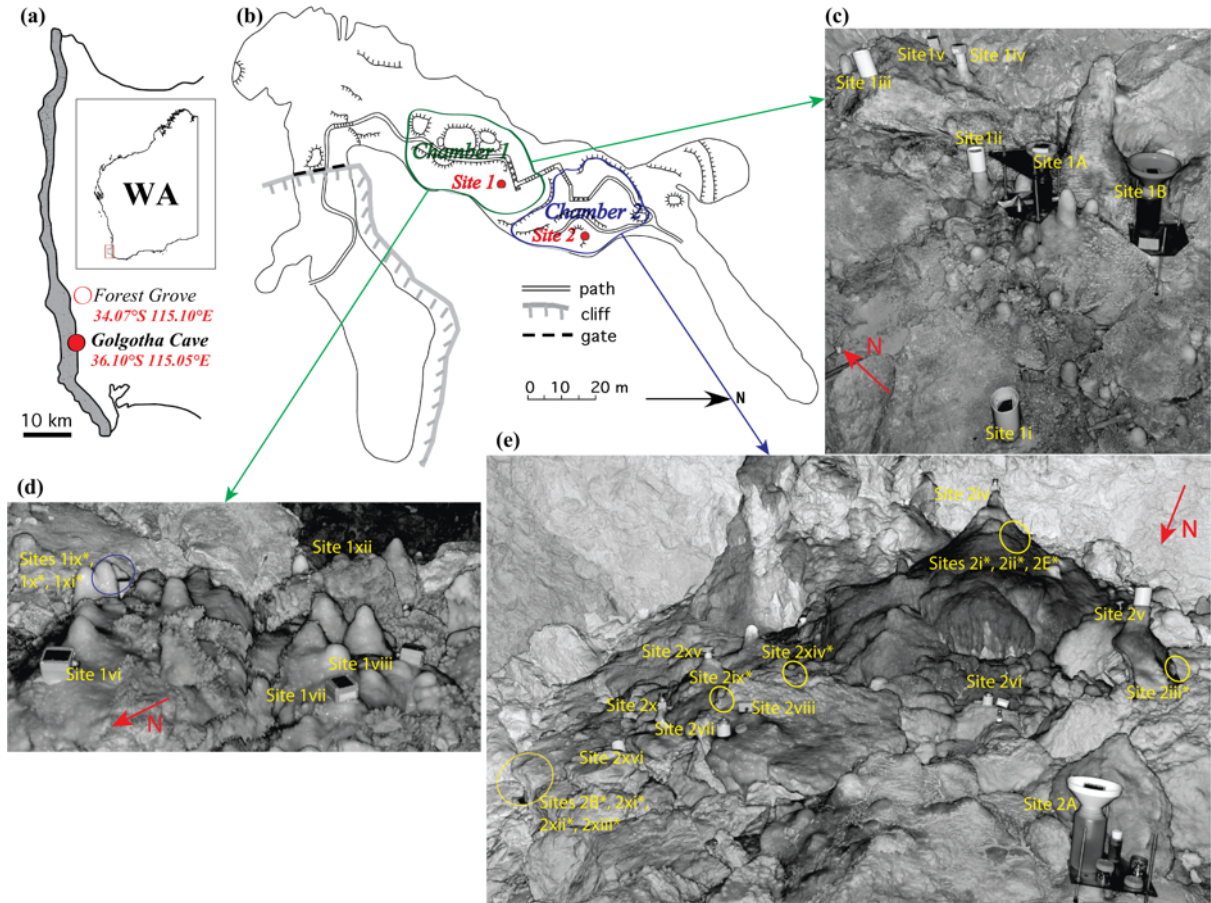 (a)
WA
Forest Grove
34.07°S 115.10°E
Golgotha Cave
36.10°S 115.05°E
10 km
(b)
Chamber 1
Site 1
Chamber 2
Site 2
path
cliff
gate
0 10 20 m
N
(c)
Site 1v
Site 1iv
Site 1iii
Site1ii
Site 1A
Site 1B
N
Site 1i
(d)
Sites 1ix*,
1x*, 1xi*
Site 1xii
Site 1vi
Site 1viii
Site 1vii
N
(e)
Site 2iv
N
Sites 2i*, 2ii*, 2E*
Site 2v
Site 2xv
Site 2xiv*
Site 2ix*
Site 2vi
Site 2iii*
Site 2x
Site 2viii
Site 2vii
Site 2xvi
Sites 2B*, 2xi*,
2xii*, 2xiii*
Site 2A